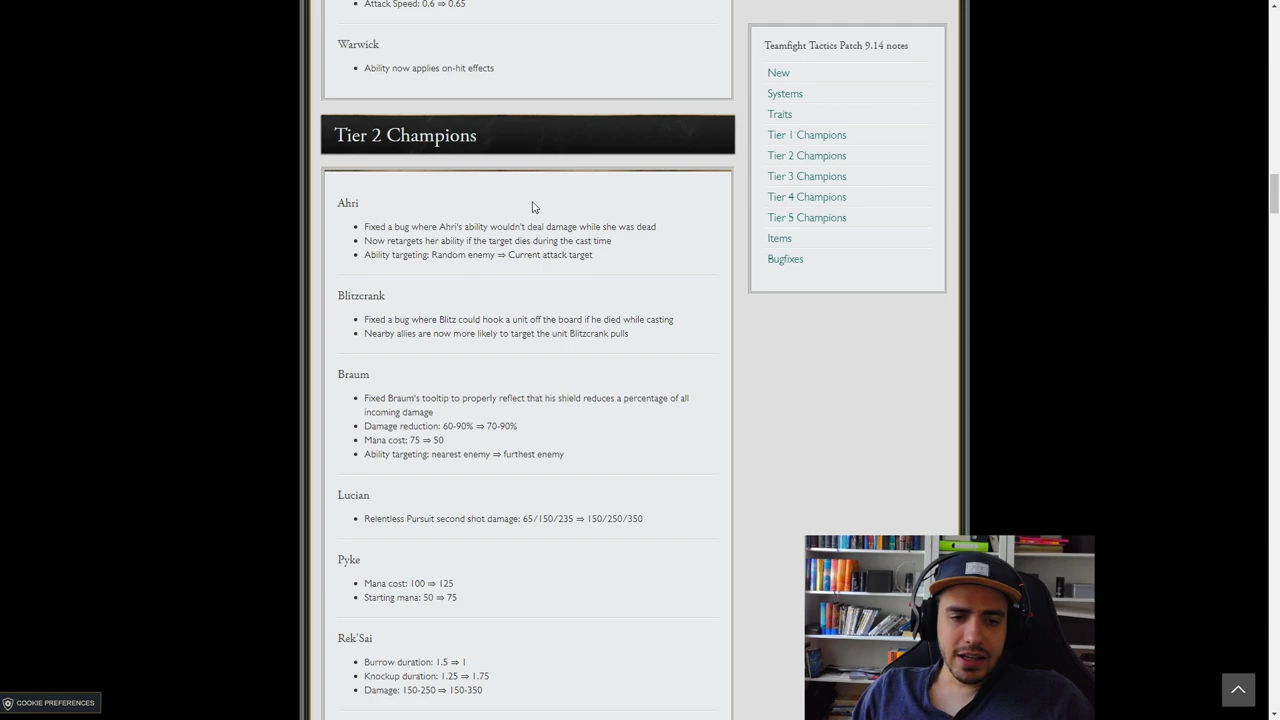 Attack Speed: 0.6 ⇒ 0.65
Warwick
Ability now applies on-hit effects
Tier 2 Champions
Ahri
Fixed a bug where Ahri's ability wouldn't deal damage while she was dead
Now retargets her ability if the target dies during the cast time
Ability targeting: Random enemy ⇒ Current attack target
Blitzcrank
Fixed a bug where Blitz could hook a unit off the board if he died while casting
Nearby allies are now more likely to target the unit Blitzcrank pulls
Braum
Fixed Braum's tooltip to properly reflect that his shield reduces a percentage of all
incoming damage
Damage reduction: 60-90% ⇒ 70-90%
Mana cost: 75 ⇒ 50
Ability targeting: nearest enemy ⇒ furthest enemy
Lucian
Relentless Pursuit second shot damage: 65/150/235 ⇒ 150/250/350
Pyke
Mana cost: 100 ⇒ 125
Starting mana: 50 ⇒ 75
Rek'Sai
Burrow duration: 1.5 ⇒ 1
Knockup duration: 1.25 ⇒ 1.75
Damage: 150-250 ⇒ 150-350
Teamfight Tactics Patch 9.14 notes
New
Systems
Traits
Tier 1 Champions
Tier 2 Champions
Tier 3 Champions
Tier 4 Champions
Tier 5 Champions
Items
Bugfixes
COOKIE PREFERENCES